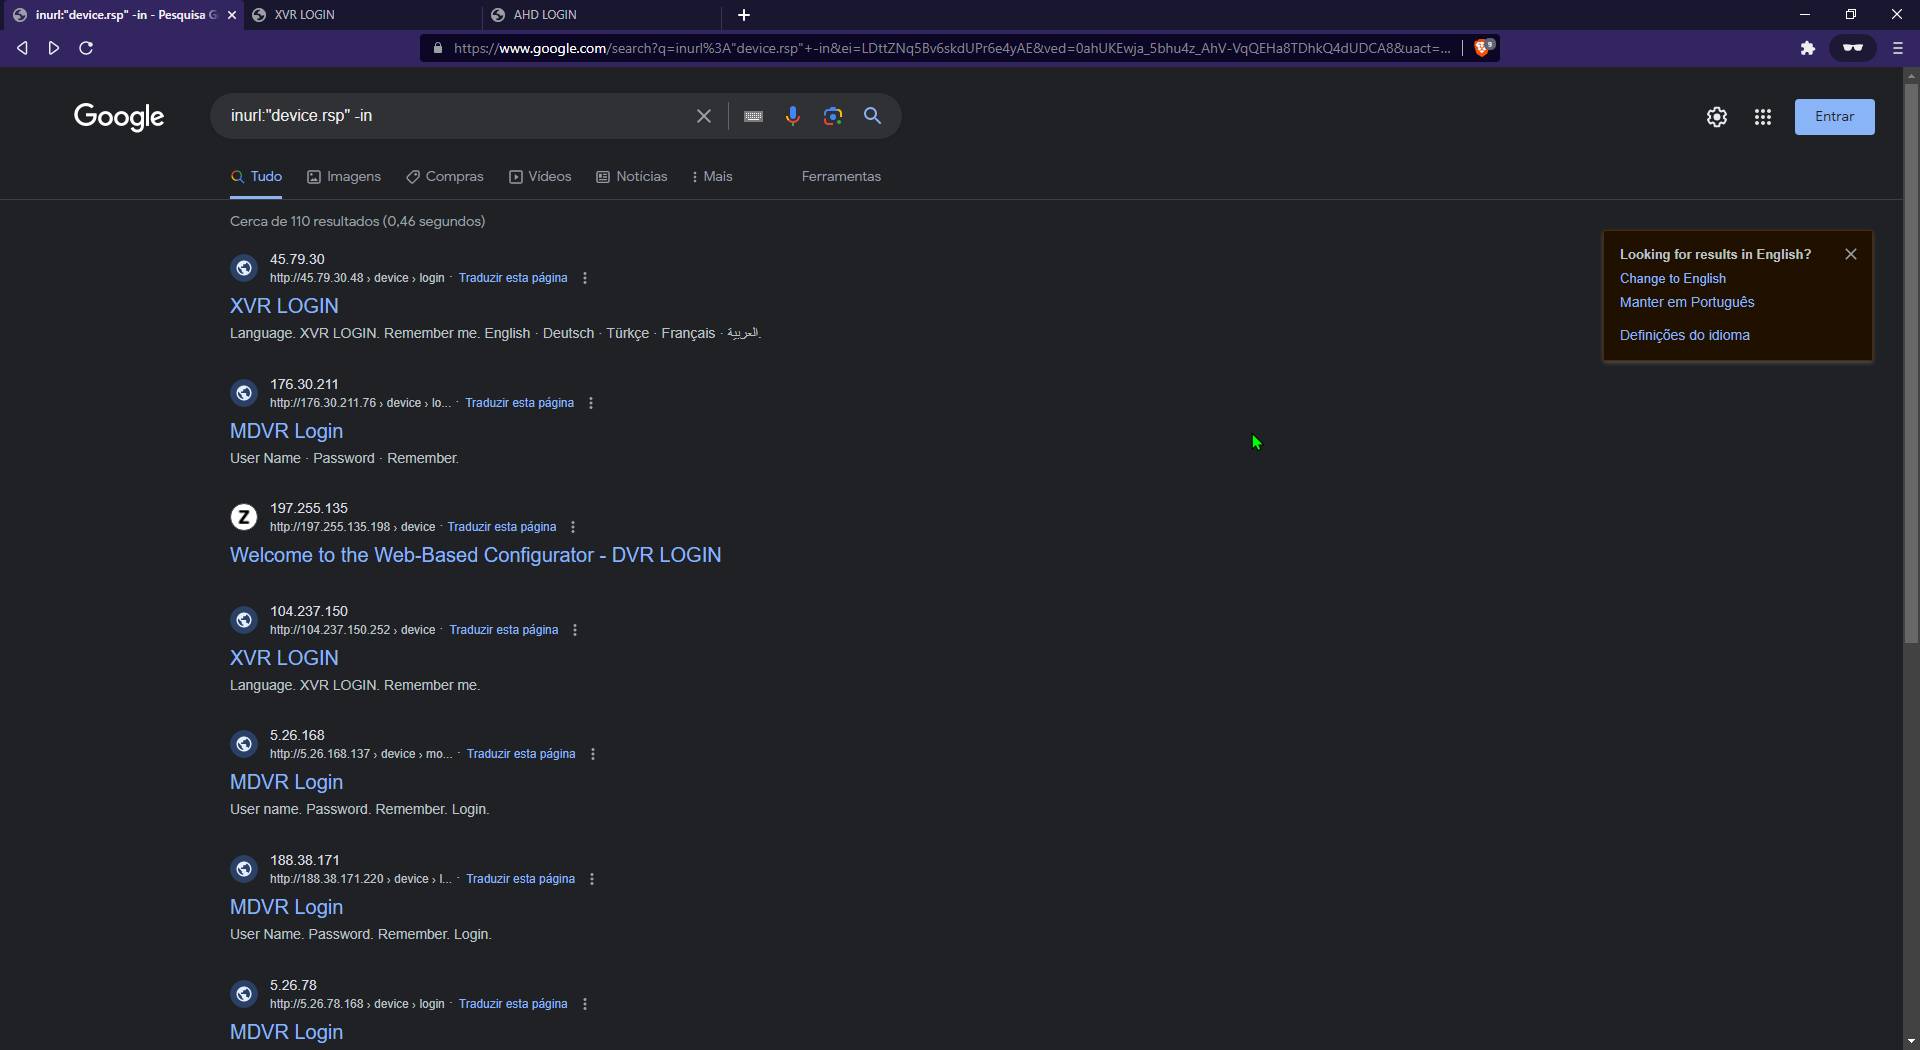 inurl:"device.rsp" -in - Pesquisa G
XVR LOGIN
AHD LOGIN
https://www.google.com/search?q=inurl%3A"device.rsp"+-in&ei=LDttZNq5Bv6skdUPr6e4yAE&ved=0ahUKEwja_5bhu4z_AhV-VqQEHa8TDhkQ4dUDCA8&uact=...
9
Google
inurl:"device.rsp" -in
Entrar
Tudo
Imagens
Compras
Vídeos
Notícias
Mais
Ferramentas
Cerca de 110 resultados (0,46 segundos)
Looking for results in English?
Change to English
Manter em Português
Definições do idioma
45.79.30
http://45.79.30.48 › device › login · Traduzir esta página
XVR LOGIN
Language. XVR LOGIN. Remember me. English · Deutsch · Türkçe · Français · العربية.
176.30.211
http://176.30.211.76 › device › lo... · Traduzir esta página
MDVR Login
User Name · Password · Remember.
Z
197.255.135
http://197.255.135.198 › device · Traduzir esta página
Welcome to the Web-Based Configurator - DVR LOGIN
104.237.150
http://104.237.150.252 › device · Traduzir esta página
XVR LOGIN
Language. XVR LOGIN. Remember me.
5.26.168
http://5.26.168.137 › device › mo... · Traduzir esta página
MDVR Login
User name. Password. Remember. Login.
188.38.171
http://188.38.171.220 › device › l... · Traduzir esta página
MDVR Login
User Name. Password. Remember. Login.
5.26.78
http://5.26.78.168 › device › login · Traduzir esta página
MDVR Login